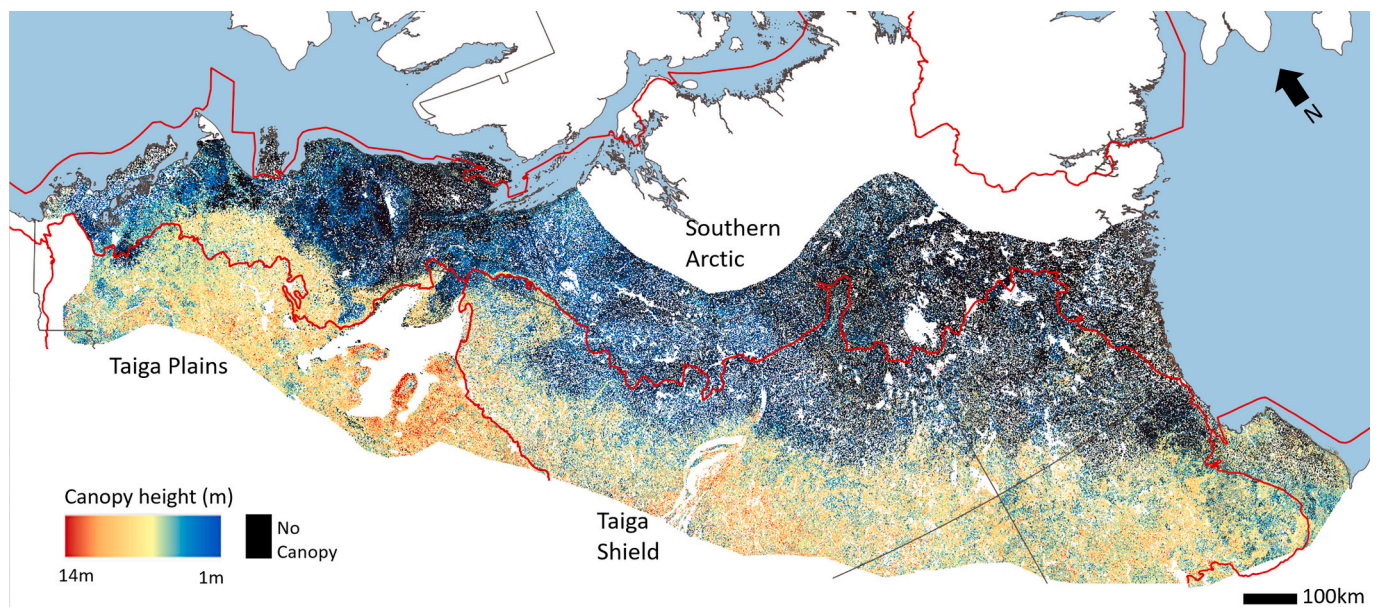 N
Southern
Arctic
Taiga Plains
Canopy height (m)
No
Canopy
14m
1m
Taiga
Shield
100km